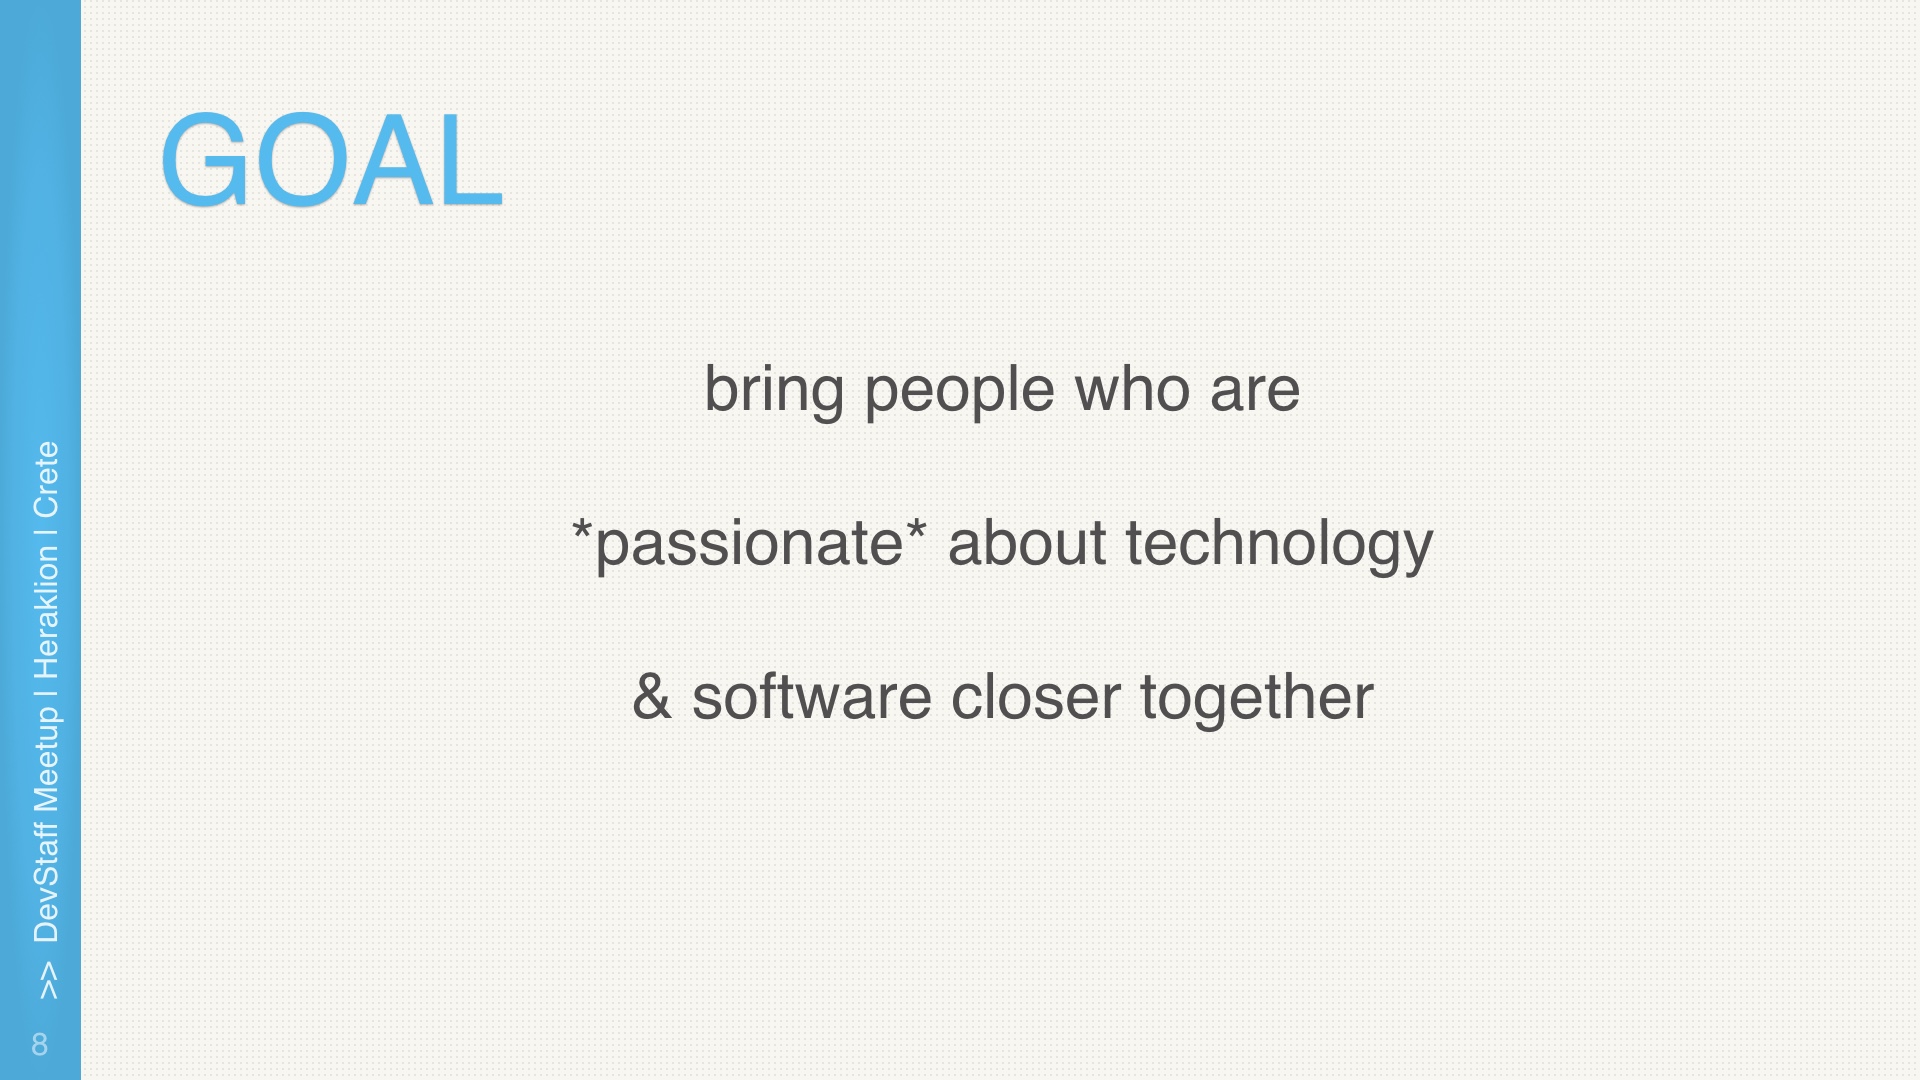 GOAL
bring people who are
*passionate* about technology
& software closer together
>> DevStaff Meetup | Heraklion | Crete
8